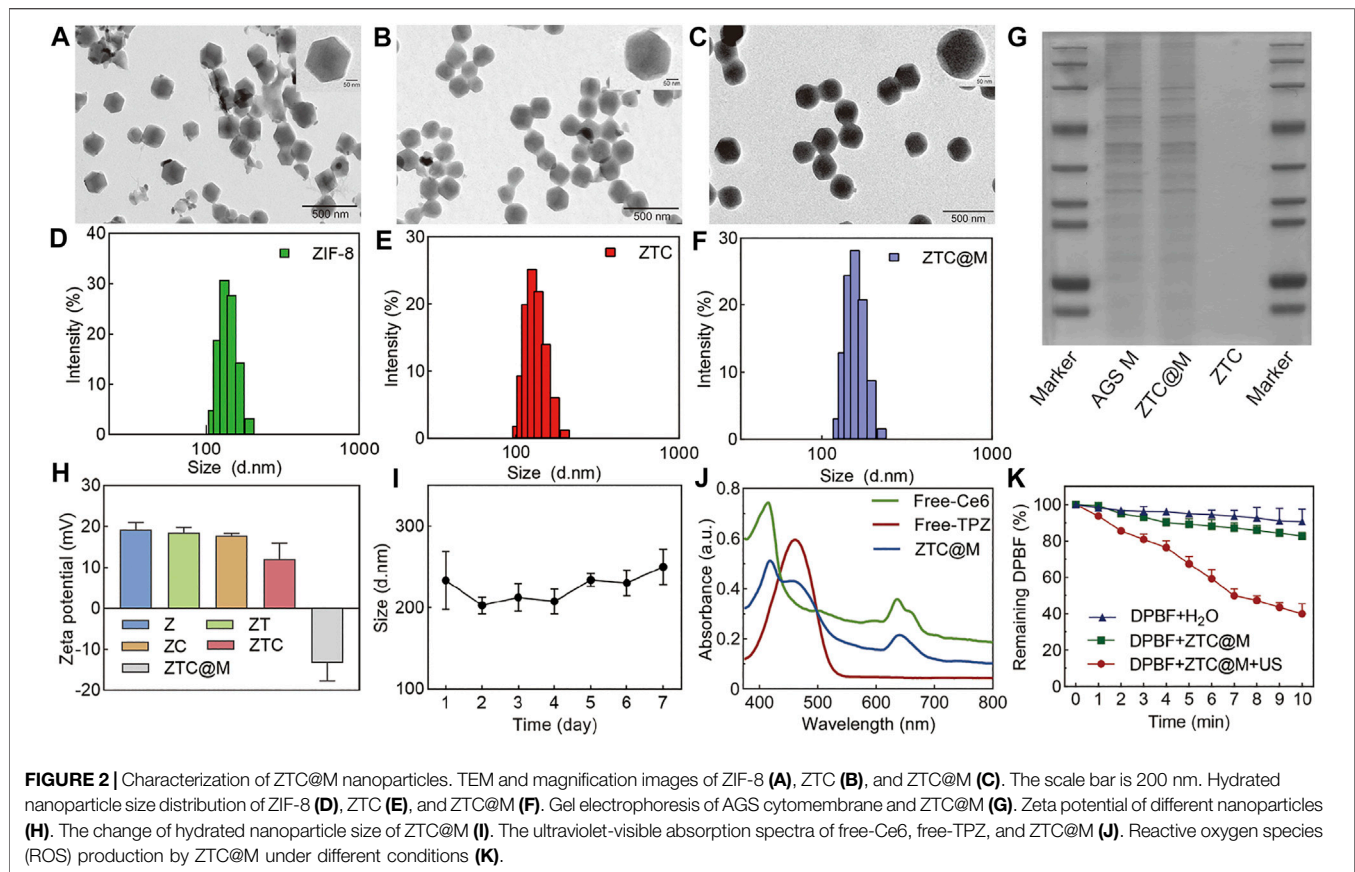 A
B
C
G
50 nm
50 nm
50 nm
500 nm
500 nm
500 nm
Marker
AGS M
ZTC@M
ZTC
Marker
D
40
30
20
10
0
Intensity (%)
ZIF-8
100
1000
Size (d.nm)
E
30
20
10
0
Intensity (%)
ZTC
100
1000
Size (d.nm)
F
30
20
10
0
Intensity (%)
ZTC@M
100
1000
Size (d.nm)
H
30
20
10
0
-10
-20
Zeta potential (mV)
Z
ZT
ZC
ZTC
ZTC@M
I
300
200
100
Size (d.nm)
1 2 3 4 5 6 7
Time (day)
J
0.8
0.6
0.4
0.2
0
Absorbance (a.u.)
Free-Ce6
Free-TPZ
ZTC@M
400 500 600 700 800
Wavelength (nm)
K
100
80
60
40
20
0
Remaining DPBF (%)
DPBF+H₂O
DPBF+ZTC@M
DPBF+ZTC@M+US
0 1 2 3 4 5 6 7 8 9 10
Time (min)
FIGURE 2 | Characterization of ZTC@M nanoparticles. TEM and magnification images of ZIF-8 (A), ZTC (B), and ZTC@M (C). The scale bar is 200 nm. Hydrated
nanoparticle size distribution of ZIF-8 (D), ZTC (E), and ZTC@M (F). Gel electrophoresis of AGS cytomembrane and ZTC@M (G). Zeta potential of different nanoparticles
(H). The change of hydrated nanoparticle size of ZTC@M (I). The ultraviolet-visible absorption spectra of free-Ce6, free-TPZ, and ZTC@M (J). Reactive oxygen species
(ROS) production by ZTC@M under different conditions (K).